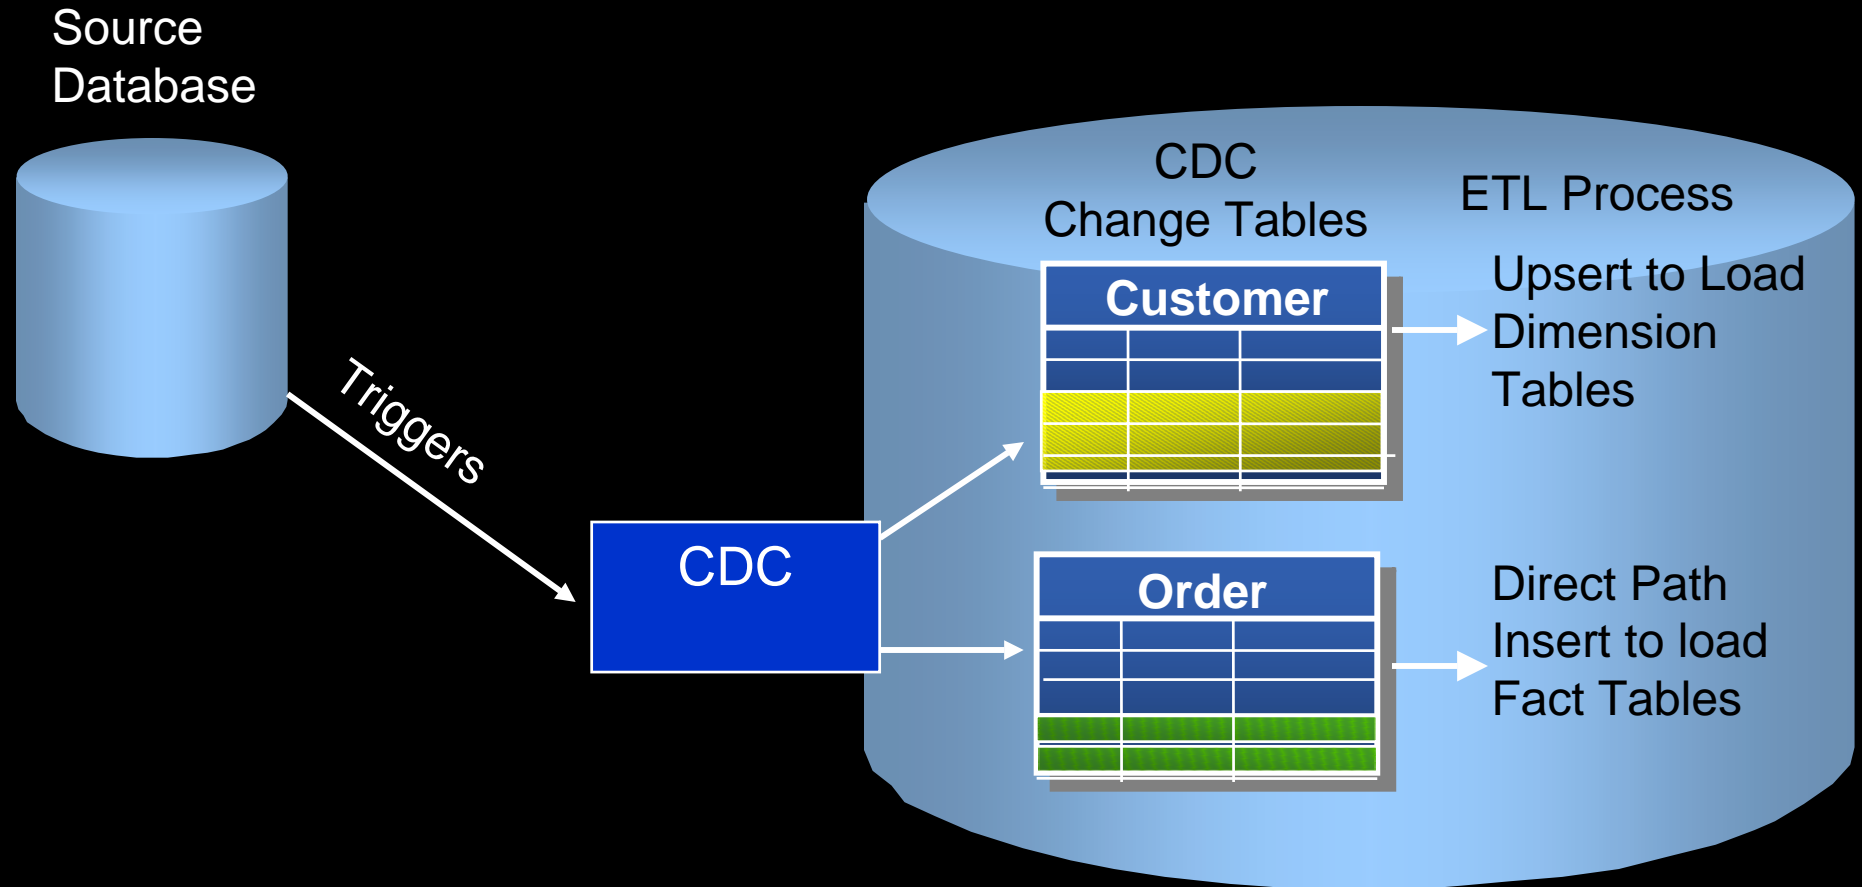 Source
Database
Triggers
CDC
CDC
Change Tables
Customer
Order
ETL Process
Upsert to Load
Dimension
Tables
Direct Path
Insert to load
Fact Tables